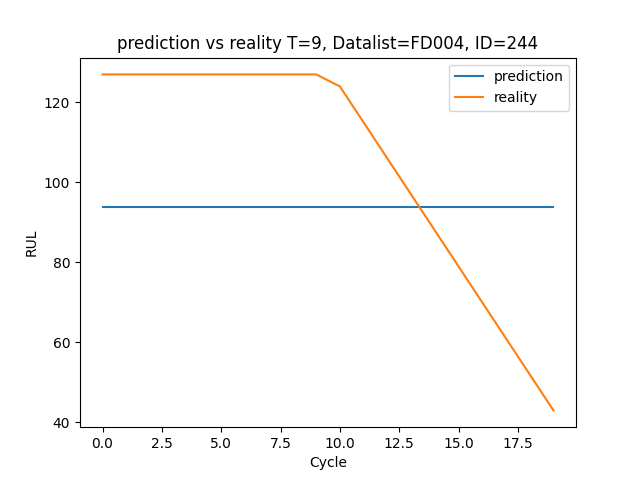 prediction vs reality T=9, Datalist=FD004, ID=244
prediction
reality
120
100
80
60
40
RUL
0.0 2.5 5.0 7.5 10.0 12.5 15.0 17.5
Cycle